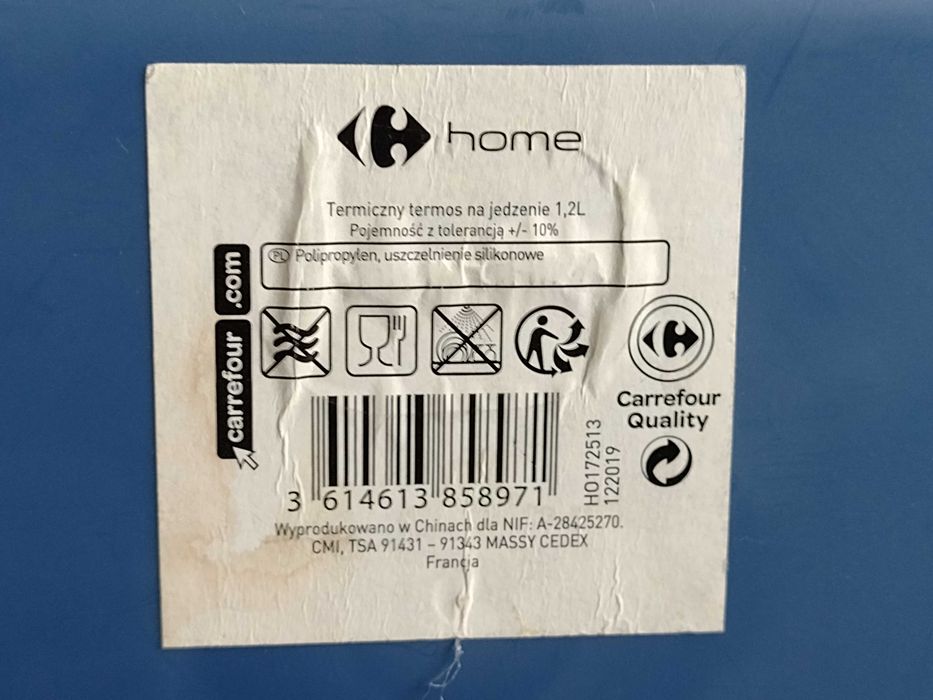 home
Termiczny termos na jedzenie 1,2L
Pojemność z tolerancją +/- 10%
PL Polipropylen, uszczelnienie silikonowe
carrefour .com
Carrefour
Quality
HO172513
122019
3 614613 858971
Wyprodukowano w Chinach dla NIF: A-28425270.
CMI, TSA 91431 – 91343 MASSY CEDEX
Francja